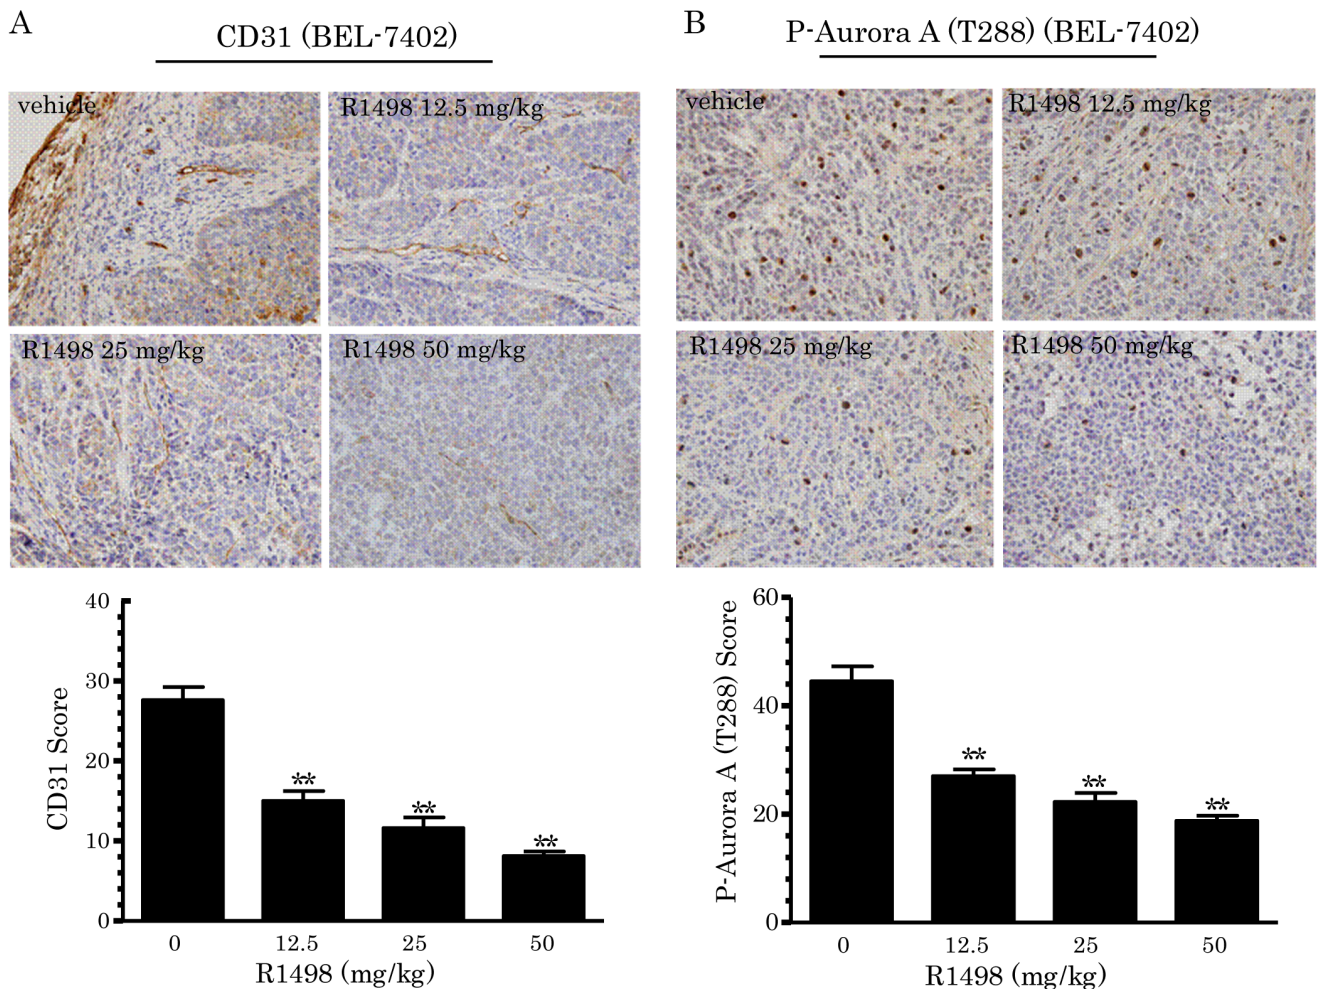 A
CD31 (BEL-7402)
vehicle
R1498 12.5 mg/kg
R1498 25 mg/kg
R1498 50 mg/kg
40
30
20
10
0
CD31 Score
**
**
**
0 12.5 25 50
R1498 (mg/kg)
B
P-Aurora A (T288) (BEL-7402)
vehicle
R1498 12.5 mg/kg
R1498 25 mg/kg
R1498 50 mg/kg
60
40
20
0
P-Aurora A (T288) Score
**
**
**
0 12.5 25 50
R1498 (mg/kg)